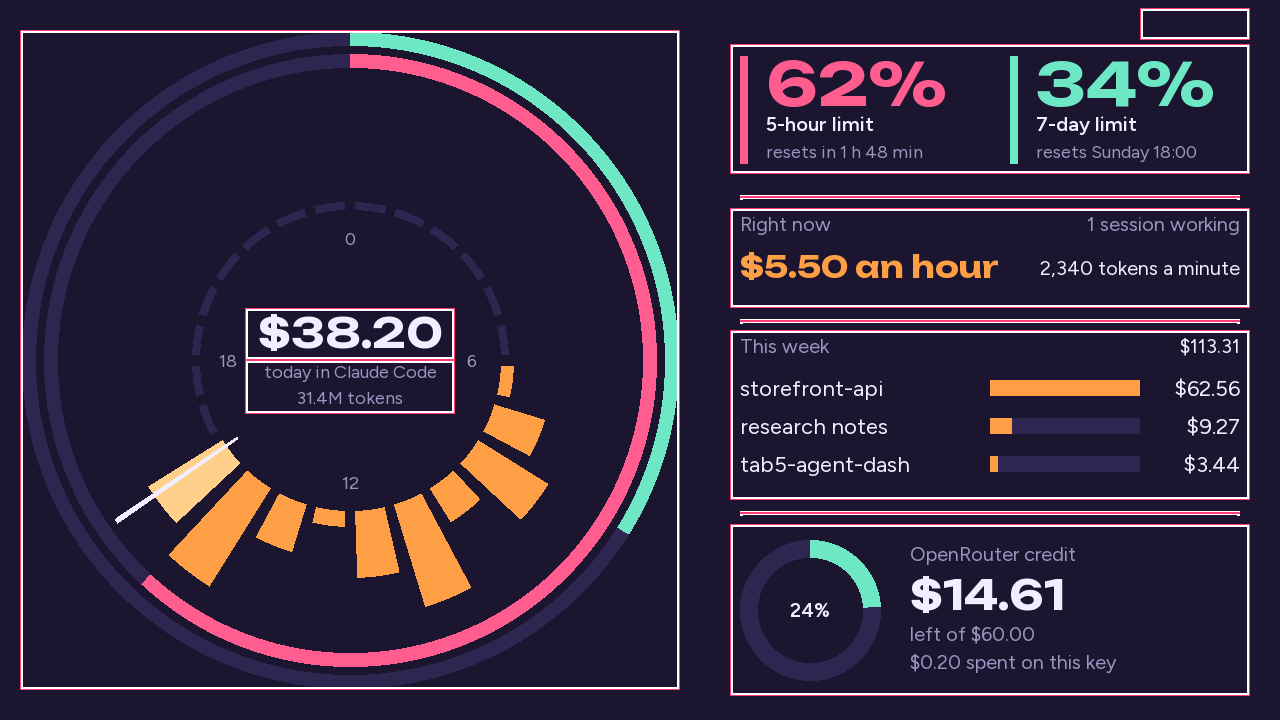 0
18
6
12
$38.20
today in Claude Code
31.4M tokens
62%
5-hour limit
resets in 1 h 48 min
34%
7-day limit
resets Sunday 18:00
Right now
1 session working
$5.50 an hour
2,340 tokens a minute
This week
$113.31
storefront-api
$62.56
research notes
$9.27
tab5-agent-dash
$3.44
24%
OpenRouter credit
$14.61
left of $60.00
$0.20 spent on this key